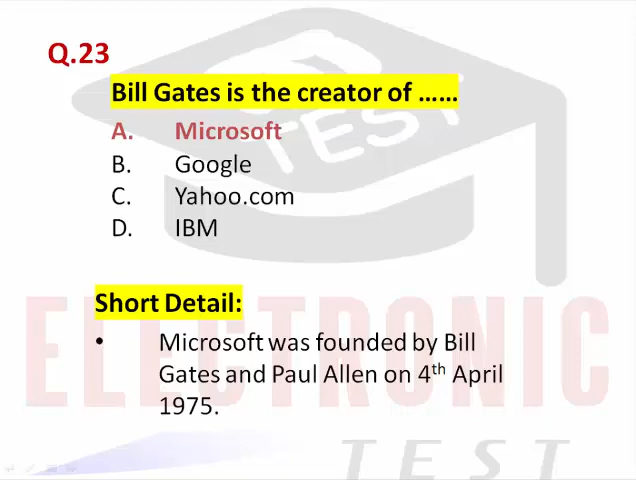 Q.23
Bill Gates is the creator of ……
A. Microsoft
B. Google
C. Yahoo.com
D. IBM
Short Detail:
• Microsoft was founded by Bill
Gates and Paul Allen on 4th April
1975.
TEST
ELECTRONIC
TEST